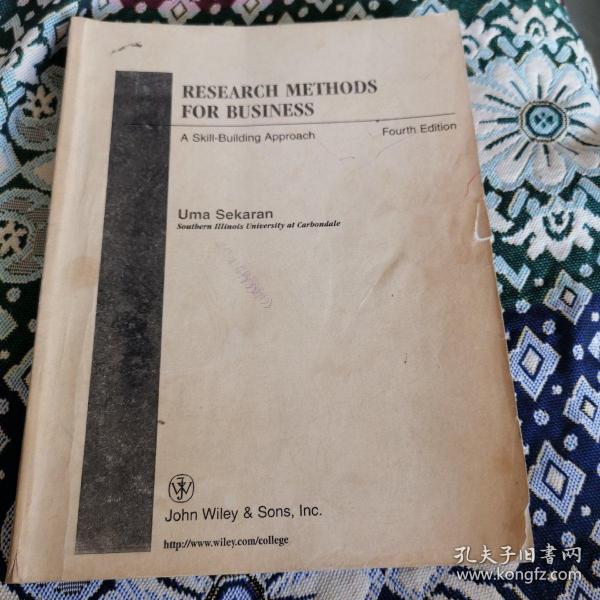 RESEARCH METHODS
FOR BUSINESS
A Skill-Building Approach Fourth Edition
Uma Sekaran
Southern Illinois University at Carbondale
John Wiley & Sons, Inc.
http://www.wiley.com/college
孔夫子旧书网
www.kongfz.com